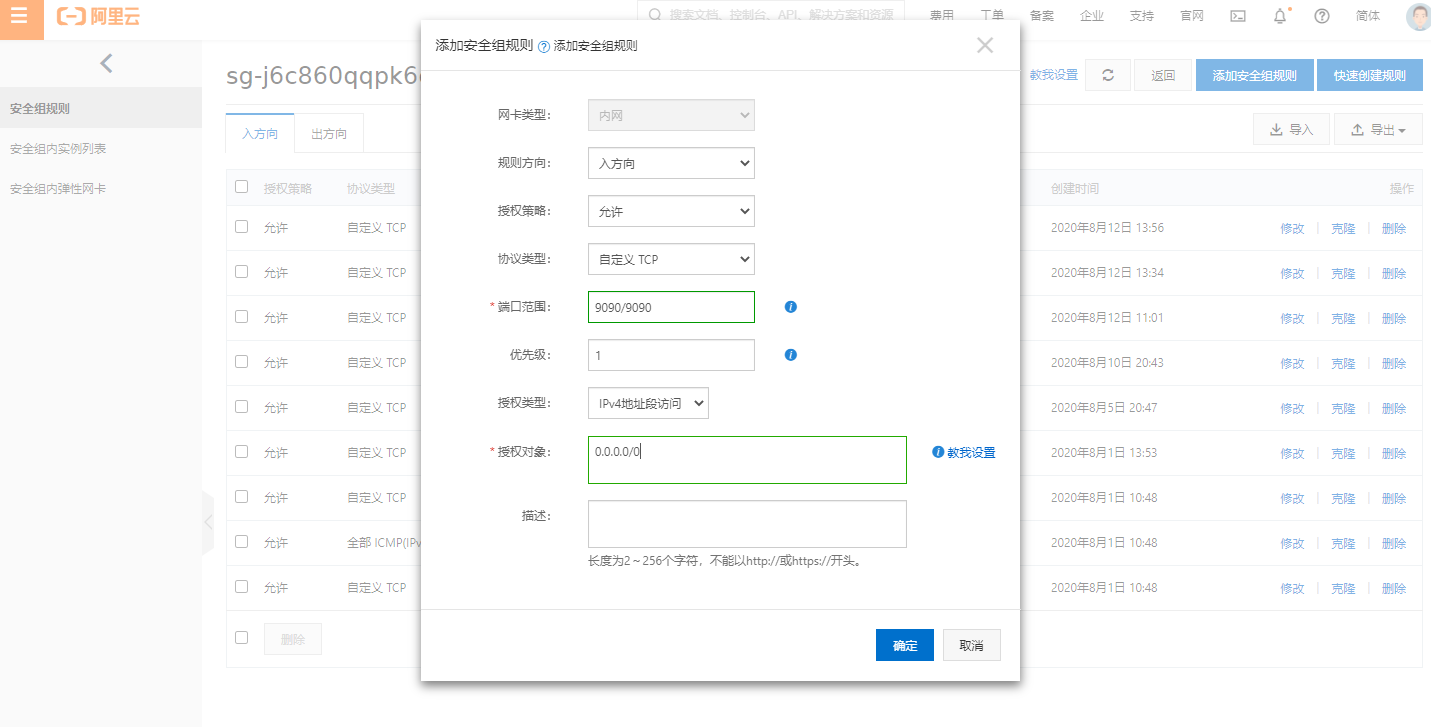 阿里云
搜索文档、控制台、API、解决方案和资源
费用 工单 备案 企业 支持 官网 简体
sg-j6c860qqpk6
教我设置 返回 添加安全组规则 快速创建规则
安全组规则
安全组内实例列表
安全组内弹性网卡
入方向 出方向
导入 导出
授权策略 协议类型 创建时间 操作
允许 自定义 TCP 2020年8月12日 13:56 修改 | 克隆 | 删除
允许 自定义 TCP 2020年8月12日 13:34 修改 | 克隆 | 删除
允许 自定义 TCP 2020年8月12日 11:01 修改 | 克隆 | 删除
允许 自定义 TCP 2020年8月10日 20:43 修改 | 克隆 | 删除
允许 自定义 TCP 2020年8月5日 20:47 修改 | 克隆 | 删除
允许 自定义 TCP 2020年8月1日 13:53 修改 | 克隆 | 删除
允许 自定义 TCP 2020年8月1日 10:48 修改 | 克隆 | 删除
允许 全部 ICMP(IPv 2020年8月1日 10:48 修改 | 克隆 | 删除
允许 自定义 TCP 2020年8月1日 10:48 修改 | 克隆 | 删除
删除
添加安全组规则 ? 添加安全组规则
网卡类型： 内网
规则方向： 入方向
授权策略： 允许
协议类型： 自定义 TCP
* 端口范围： 9090/9090
优先级： 1
授权类型： IPv4地址段访问
* 授权对象： 0.0.0.0/0 教我设置
描述：
长度为2～256个字符，不能以http://或https://开头。
确定 取消